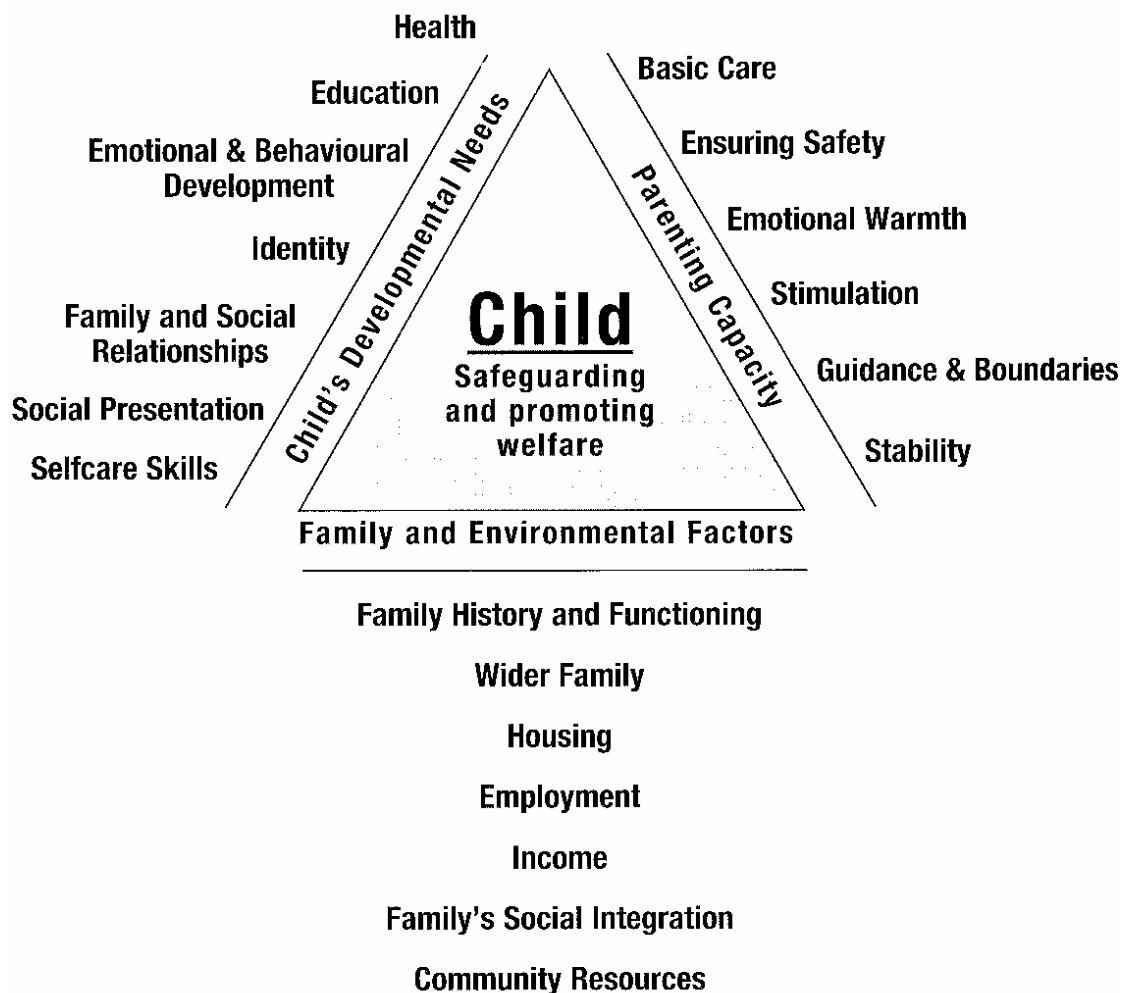 Health
Education
Emotional & Behavioural
Development
Identity
Family and Social
Relationships
Social Presentation
Selfcare Skills
Child's Developmental Needs
Basic Care
Ensuring Safety
Emotional Warmth
Stimulation
Guidance & Boundaries
Stability
Parenting Capacity
Child
Safeguarding
and promoting
welfare
Family and Environmental Factors
Family History and Functioning
Wider Family
Housing
Employment
Income
Family's Social Integration
Community Resources